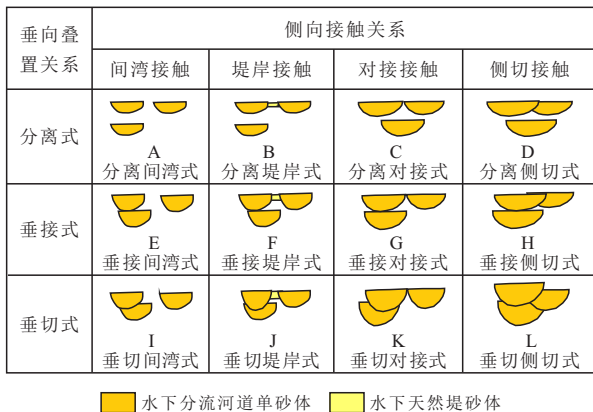 垂向叠
置关系
侧向接触关系
间湾接触 堤岸接触 对接接触 侧切接触
分离式
A B C D
分离间湾式 分离堤岸式 分离对接式 分离侧切式
垂接式
E F G H
垂接间湾式 垂接堤岸式 垂接对接式 垂接侧切式
垂切式
I J K L
垂切间湾式 垂切堤岸式 垂切对接式 垂切侧切式
水下分流河道单砂体 水下天然堤砂体